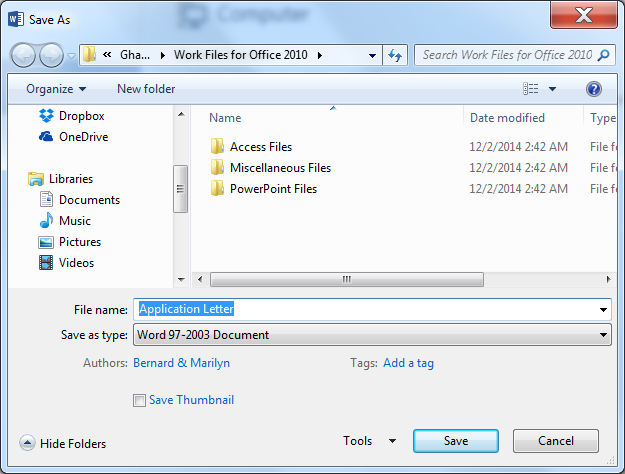 Computer
Save As
« Gha... Work Files for Office 2010
Search Work Files for Office 2010
Organize New folder
Name Date modified Type
Dropbox
OneDrive
Libraries
Documents
Music
Pictures
Videos
Access Files 12/2/2014 2:42 AM File fo
Miscellaneous Files 12/2/2014 2:42 AM File fo
PowerPoint Files 12/2/2014 2:42 AM File fo
File name: Application Letter
Save as type: Word 97-2003 Document
Authors: Bernard & Marilyn Tags: Add a tag
Save Thumbnail
Hide Folders Tools Save Cancel